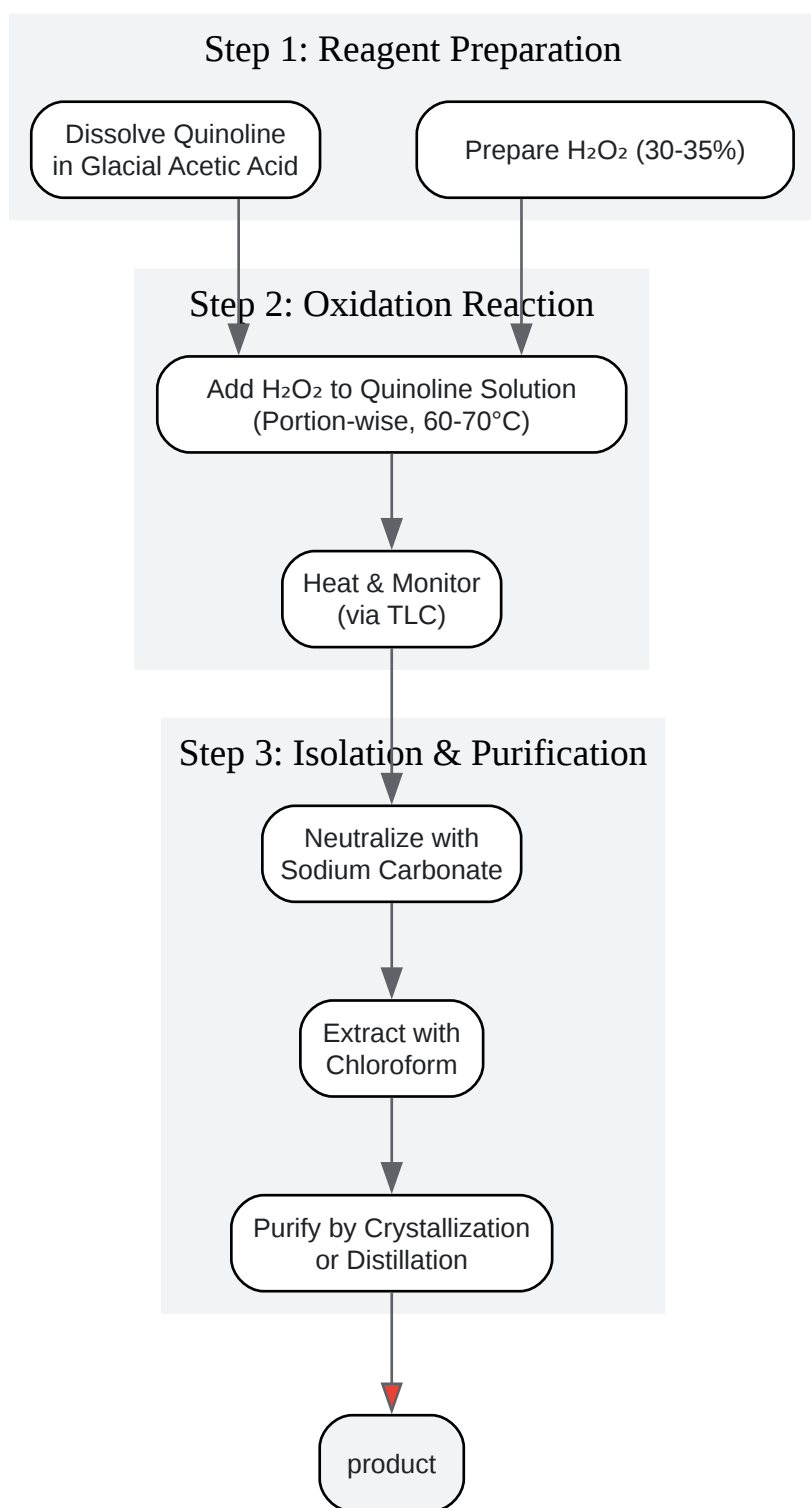 Step 1: Reagent Preparation
Dissolve Quinoline
in Glacial Acetic Acid
Prepare H₂O₂ (30-35%)
Step 2: Oxidation Reaction
Add H₂O₂ to Quinoline Solution
(Portion-wise, 60-70°C)
Heat & Monitor
(via TLC)
Step 3: Isolation & Purification
Neutralize with
Sodium Carbonate
Extract with
Chloroform
Purify by Crystallization
or Distillation
product